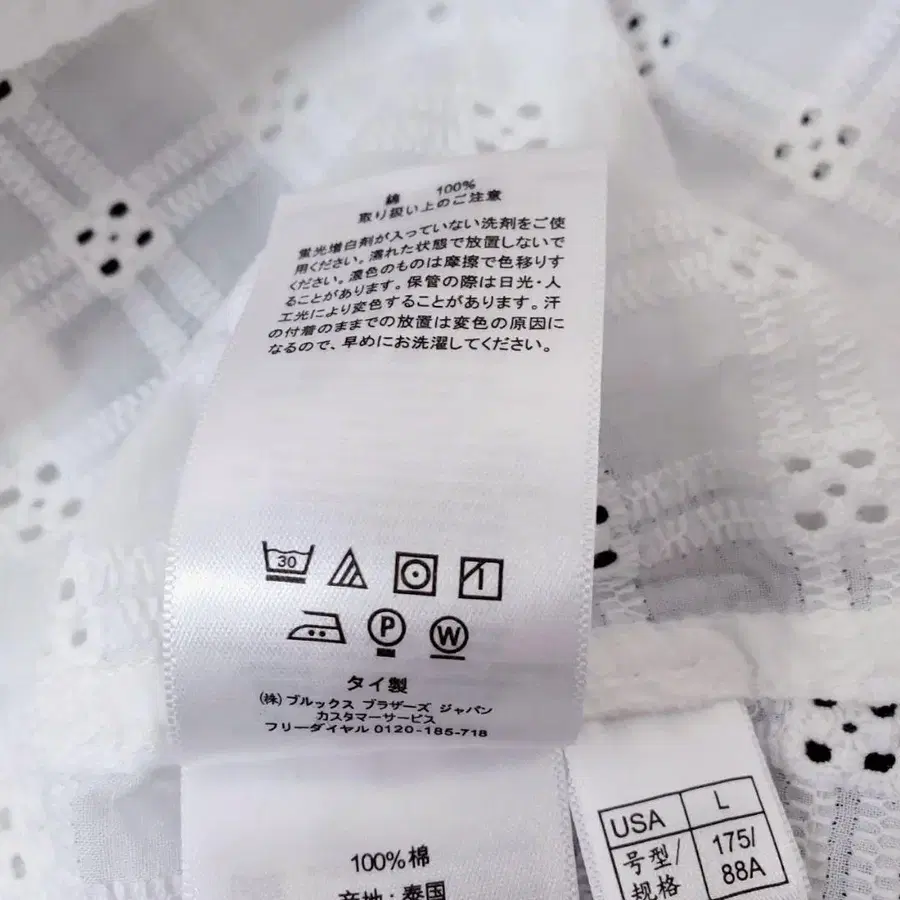 綿 100%
取り扱い上のご注意
蛍光増白剤が入っていない洗剤をご使
用ください。濡れた状態で放置しないで
ください。濃色のものは摩擦で色移りす
ることがあります。保管の際は日光・人
工光により変色することがあります。汗
の付着のままでの放置は変色の原因に
なるので、早めにお洗濯してください。
30
P
W
タイ製
(株)ブルックス ブラザーズ ジャパン
カスタマーサービス
フリーダイヤル 0120-185-718
100%棉
产地:泰国
USA L
号型/ 175/
规格 88A